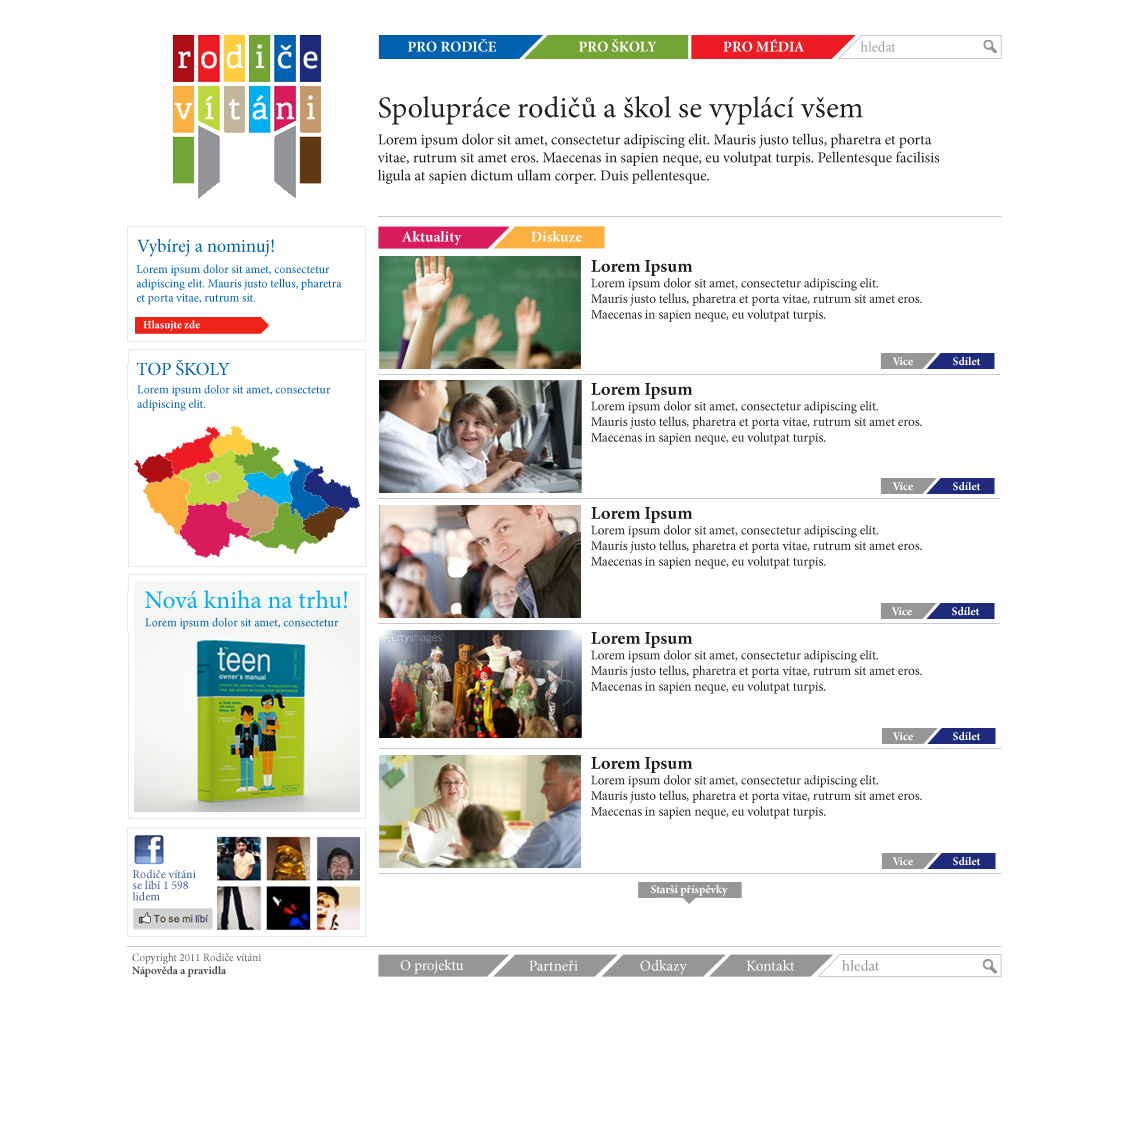 rodiče
vítáni
PRO RODIČE
PRO ŠKOLY
PRO MÉDIA
hledat
Spolupráce rodičů a škol se vyplácí všem
Lorem ipsum dolor sit amet, consectetur adipiscing elit. Mauris justo tellus, pharetra et porta
vitae, rutrum sit amet eros. Maecenas in sapien neque, eu volutpat turpis. Pellentesque facilisis
ligula at sapien dictum ullam corper. Duis pellentesque.
Vybírej a nominuj!
Lorem ipsum dolor sit amet, consectetur
adipiscing elit. Mauris justo tellus, pharetra
et porta vitae, rutrum sit.
Hlasujte zde
TOP ŠKOLY
Lorem ipsum dolor sit amet, consectetur
adipiscing elit.
Nová kniha na trhu!
Lorem ipsum dolor sit amet, consectetur
teen
owner's manual
f
Rodiče vítáni
se líbí 1 598
lidem
To se mi líbí
Aktuality
Diskuze
Lorem Ipsum
Lorem ipsum dolor sit amet, consectetur adipiscing elit.
Mauris justo tellus, pharetra et porta vitae, rutrum sit amet eros.
Maecenas in sapien neque, eu volutpat turpis.
Více
Sdílet
Lorem Ipsum
Lorem ipsum dolor sit amet, consectetur adipiscing elit.
Mauris justo tellus, pharetra et porta vitae, rutrum sit amet eros.
Maecenas in sapien neque, eu volutpat turpis.
Více
Sdílet
Lorem Ipsum
Lorem ipsum dolor sit amet, consectetur adipiscing elit.
Mauris justo tellus, pharetra et porta vitae, rutrum sit amet eros.
Maecenas in sapien neque, eu volutpat turpis.
Více
Sdílet
gettyimages
Lorem Ipsum
Lorem ipsum dolor sit amet, consectetur adipiscing elit.
Mauris justo tellus, pharetra et porta vitae, rutrum sit amet eros.
Maecenas in sapien neque, eu volutpat turpis.
Více
Sdílet
Lorem Ipsum
Lorem ipsum dolor sit amet, consectetur adipiscing elit.
Mauris justo tellus, pharetra et porta vitae, rutrum sit amet eros.
Maecenas in sapien neque, eu volutpat turpis.
Více
Sdílet
Starší příspěvky
Copyright 2011 Rodiče vítáni
Nápověda a pravidla
O projektu
Partneři
Odkazy
Kontakt
hledat